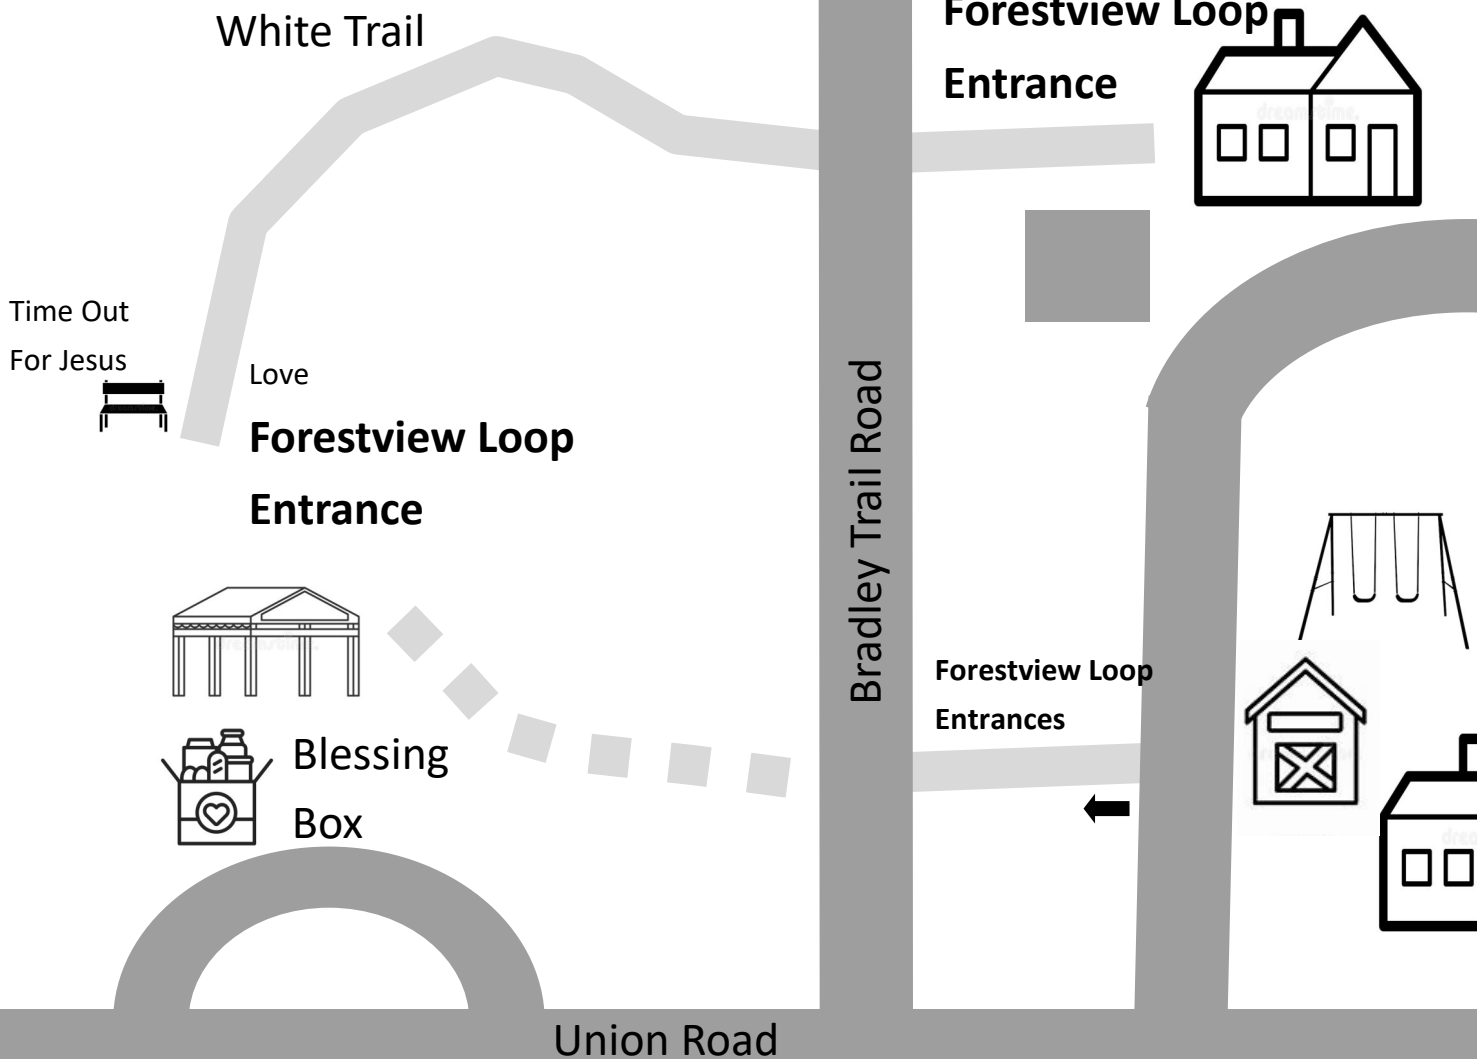 White Trail
Forestview Loop
Entrance
Time Out
For Jesus
Love
Forestview Loop
Entrance
Bradley Trail Road
Forestview Loop
Entrances
Blessing
Box
Union Road